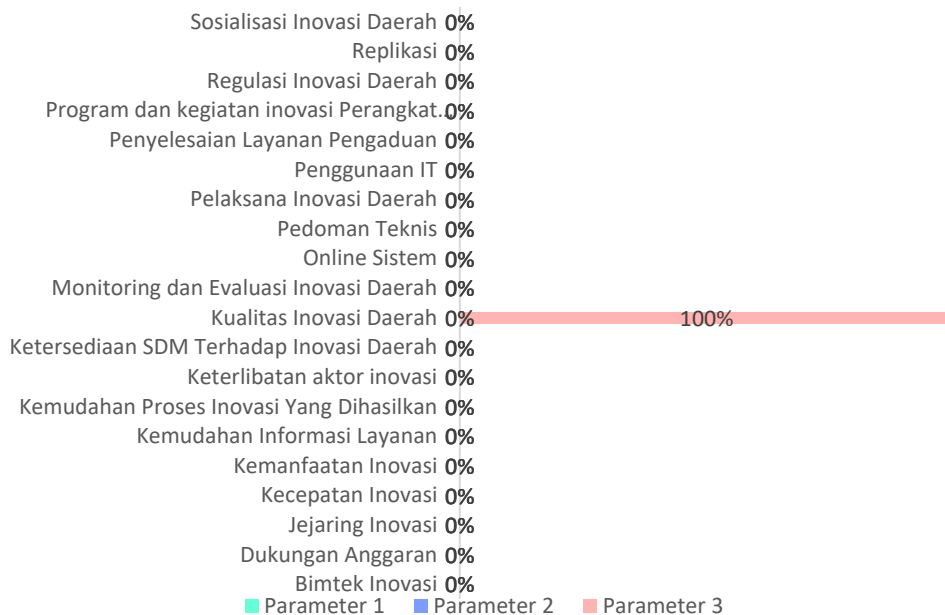 Sosialisasi Inovasi Daerah 0%
Replikasi 0%
Regulasi Inovasi Daerah 0%
Program dan kegiatan inovasi Perangkat... 0%
Penyelesaian Layanan Pengaduan 0%
Penggunaan IT 0%
Pelaksana Inovasi Daerah 0%
Pedoman Teknis 0%
Online Sistem 0%
Monitoring dan Evaluasi Inovasi Daerah 0%
Kualitas Inovasi Daerah 0% 100%
Ketersediaan SDM Terhadap Inovasi Daerah 0%
Keterlibatan aktor inovasi 0%
Kemudahan Proses Inovasi Yang Dihasilkan 0%
Kemudahan Informasi Layanan 0%
Kemanfaatan Inovasi 0%
Kecepatan Inovasi 0%
Jejaring Inovasi 0%
Dukungan Anggaran 0%
Bimtek Inovasi 0%
Parameter 1 Parameter 2 Parameter 3